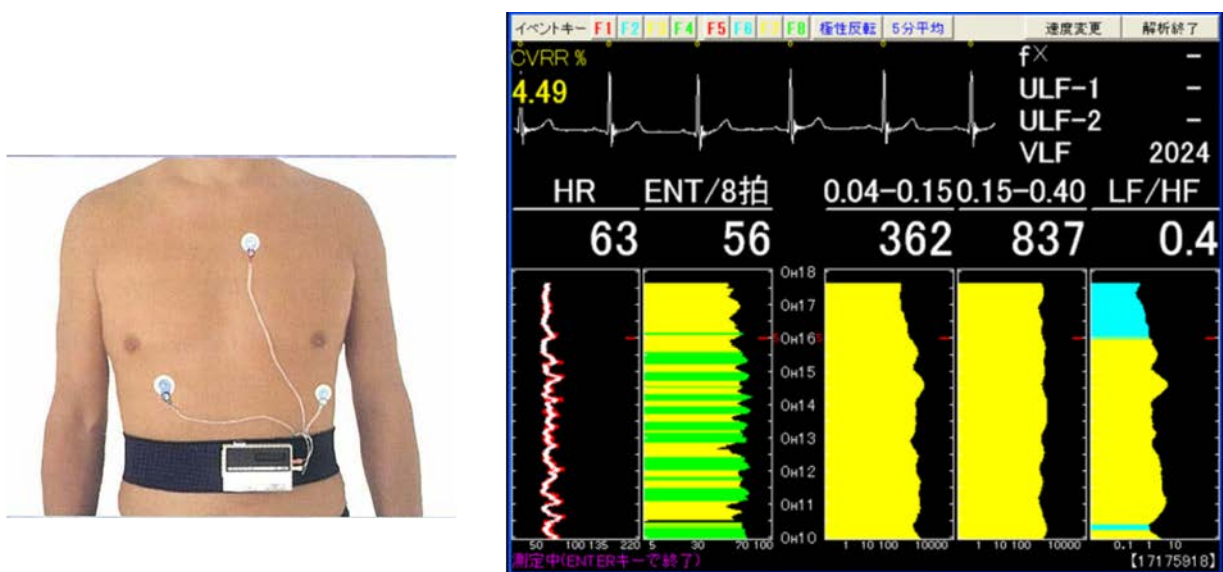 イベントキー F1 F2 F3 F4 F5 F6 F7 F8 極性反転 5分平均 速度変更 解析終了
CVRR %
4.49
f× －
ULF-1 －
ULF-2 －
VLF 2024
HR ENT/8拍 0.04-0.15 0.15-0.40 LF/HF
63 56 362 837 0.4
0H18
0H17
0H16
0H15
0H14
0H13
0H12
0H11
0H10
50 100 135 220 5 30 70 100 1 10 100 10000 10 100 10000 0.1 1 10
測定中(ENTERキーで終了) 【17175918】